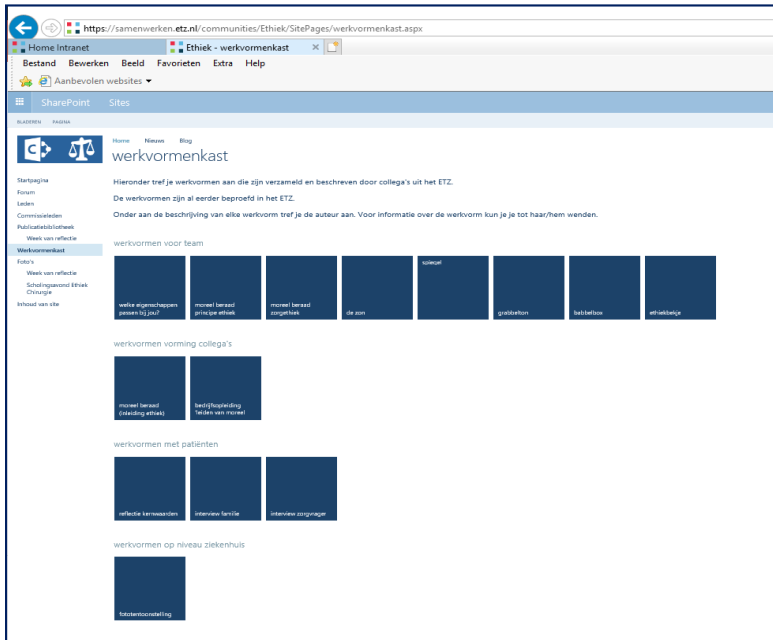 https://samenwerken.etz.nl/communities/Ethiek/SitePages/werkvormenkast.aspx
Home Intranet
Ethiek - werkvormenkast
Bestand Bewerken Beeld Favorieten Extra Help
Aanbevolen websites
SharePoint Sites
BLADEREN PAGINA
Home Nieuws Blog
werkvormenkast
Startpagina
Forum
Leden
Commissieleden
Publicatiebibliotheek
Week van reflectie
Werkvormenkast
Foto's
Week van reflectie
Scholingsavond Ethiek
Chirurgie
Inhoud van site
Hieronder tref je werkvormen aan die zijn verzameld en beschreven door collega's uit het ETZ.
De werkvormen zijn al eerder beproefd in het ETZ.
Onder aan de beschrijving van elke werkvorm tref je de auteur aan. Voor informatie over de werkvorm kun je je tot haar/hem wenden.
werkvormen voor team
welke eigenschappen
passen bij jou?
moreel beraad
principe ethiek
moreel beraad
zorgethiek
de zon
spiegel
grabbelton
babbelbox
ethiekbekje
werkvormen vorming collega's
moreel beraad
(inleiding ethiek)
bedrijfsopleiding
'leiden van moreel
werkvormen met patiënten
reflectie kernwaarden
interview familie
interview zorgvrager
werkvormen op niveau ziekenhuis
fototentoonstelling